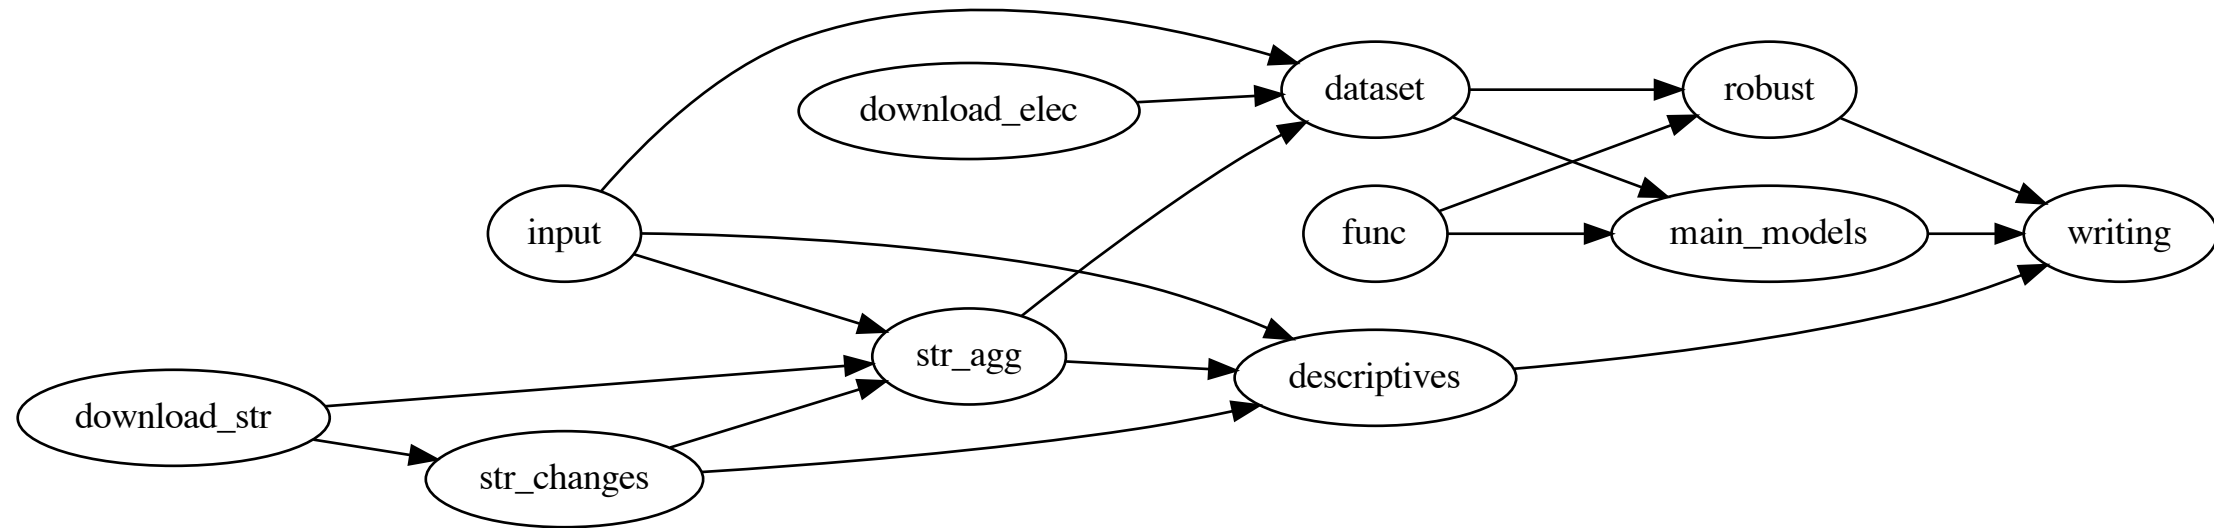 dataset
robust
download_elec
input
func
main_models
writing
str_agg
descriptives
download_str
str_changes